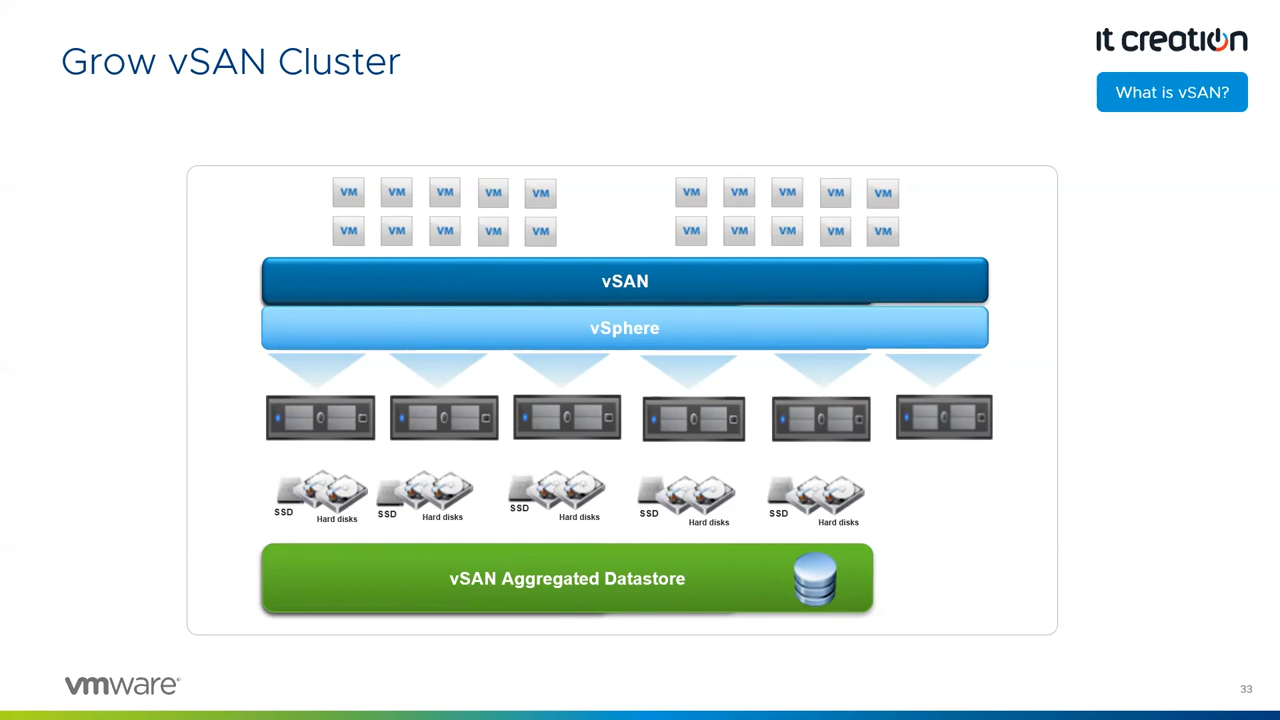 Grow vSAN Cluster
it creation
What is vSAN?
VM VM VM VM VM VM VM VM VM VM
VM VM VM VM VM VM VM VM VM VM
vSAN
vSphere
SSD Hard disks SSD Hard disks SSD Hard disks SSD Hard disks SSD Hard disks
vSAN Aggregated Datastore
vmware®
33